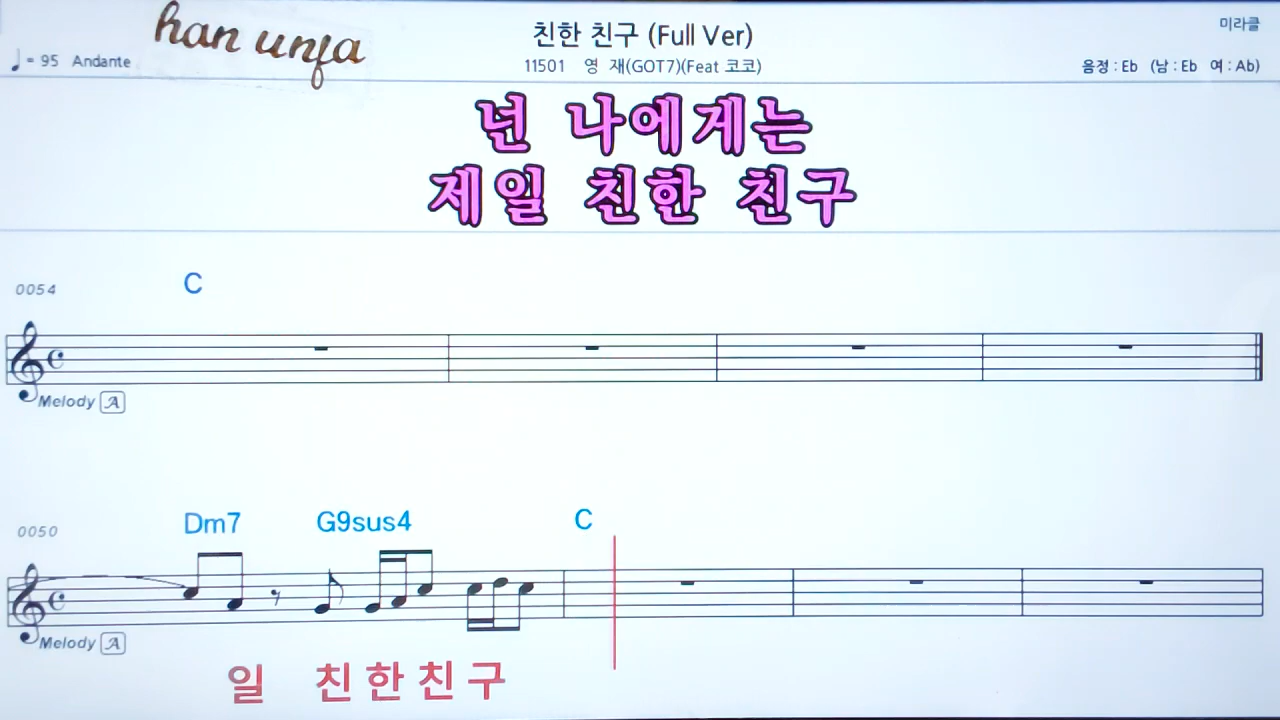 han unfa
친한 친구 (Full Ver)
미라클
♩= 95 Andante
11501 영 재(GOT7)(Feat 코코)
음정 : Eb (남 : Eb 여 : Ab)
넌 나에게는
제일 친한 친구
0054
C
Melody A
0050
Dm7 G9sus4 C
Melody A
일 친한친구